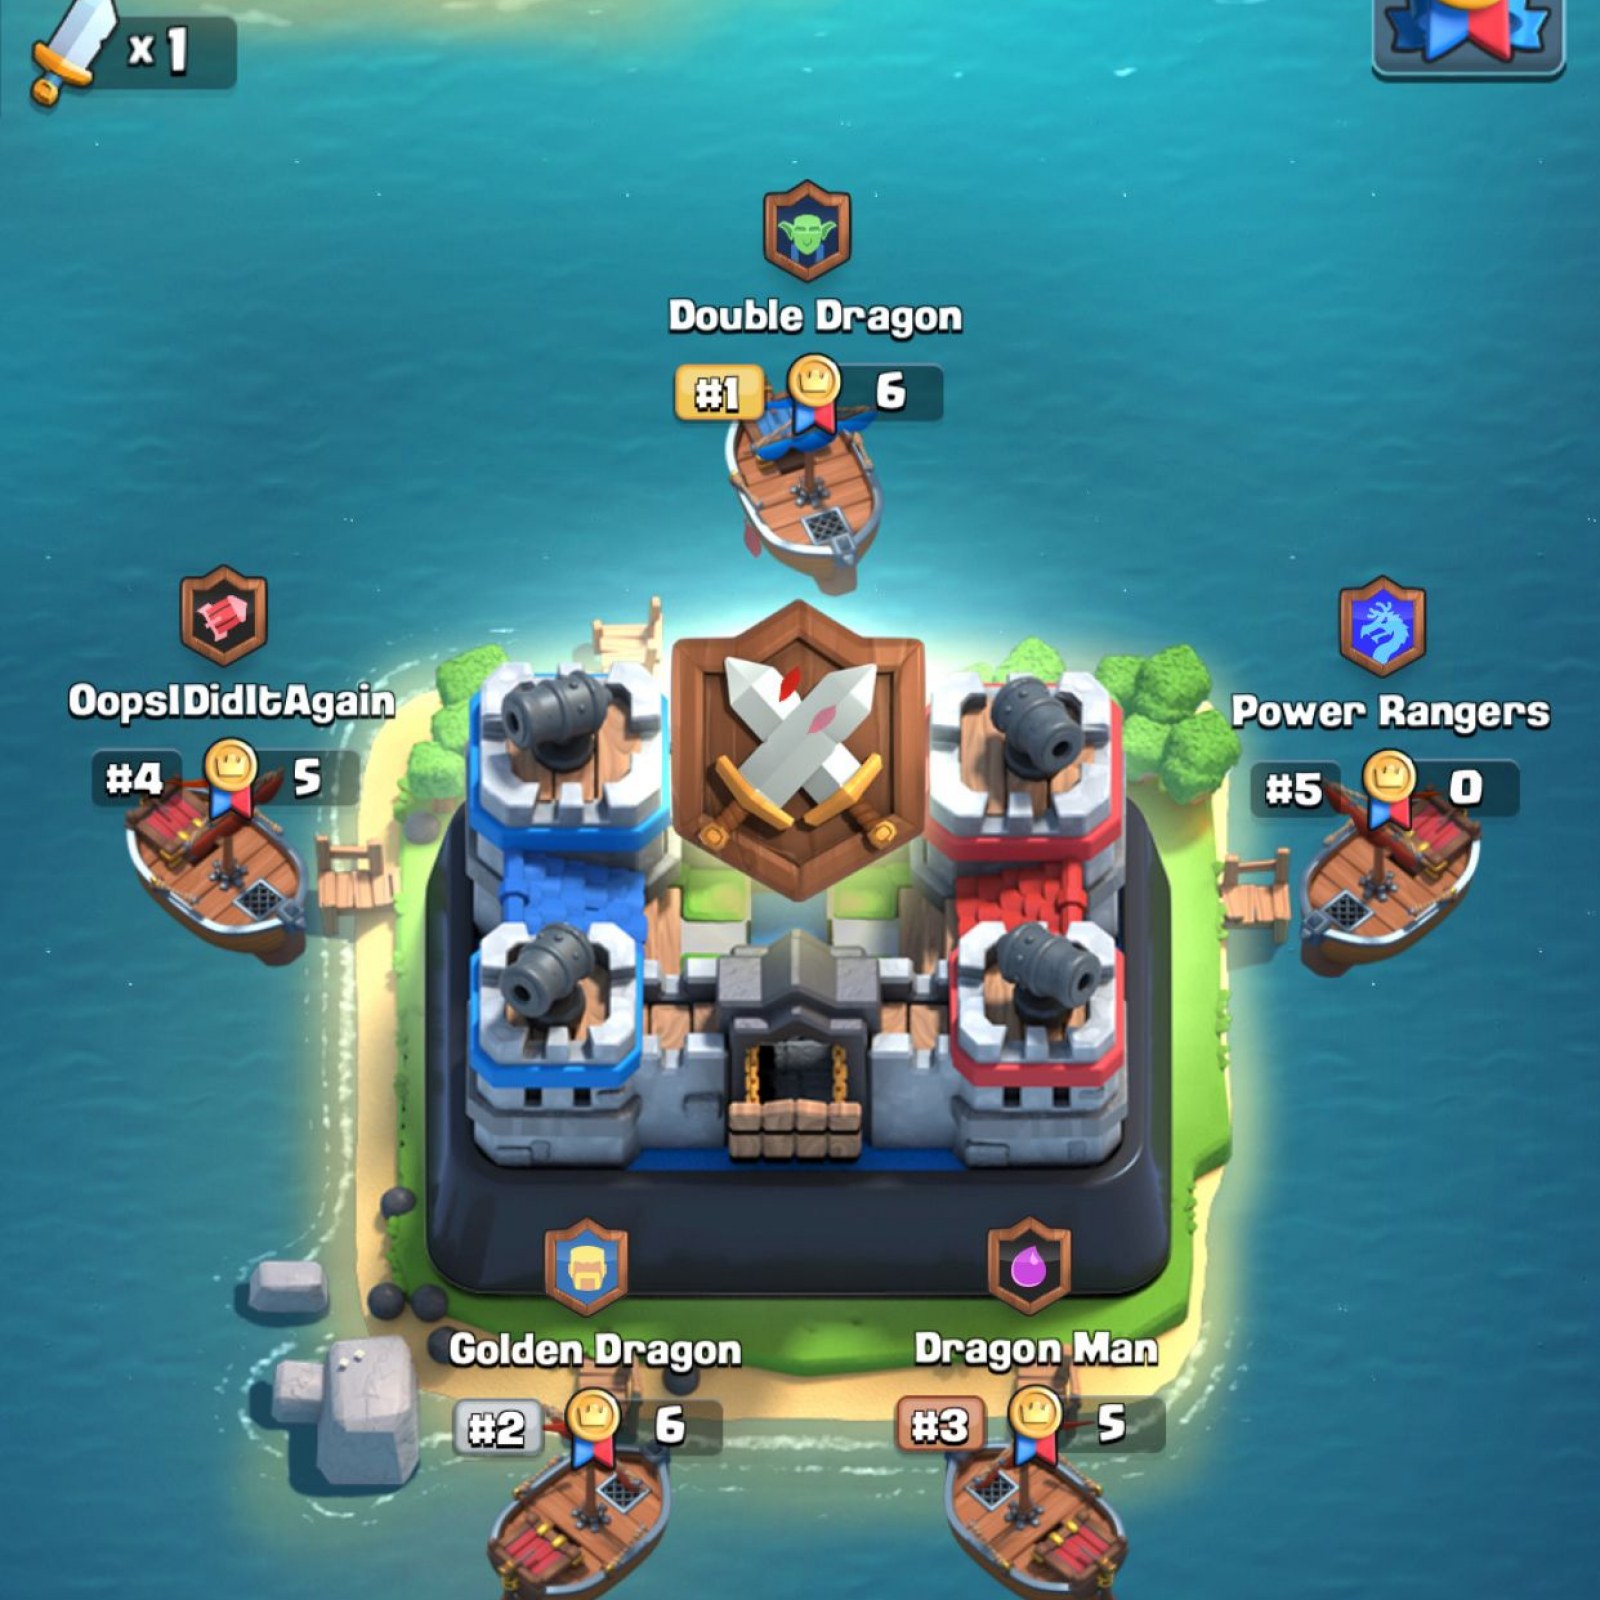 x1
Double Dragon
#1 6
OopsIDidItAgain
#4 5
Power Rangers
#5 0
Golden Dragon
#2 6
Dragon Man
#3 5